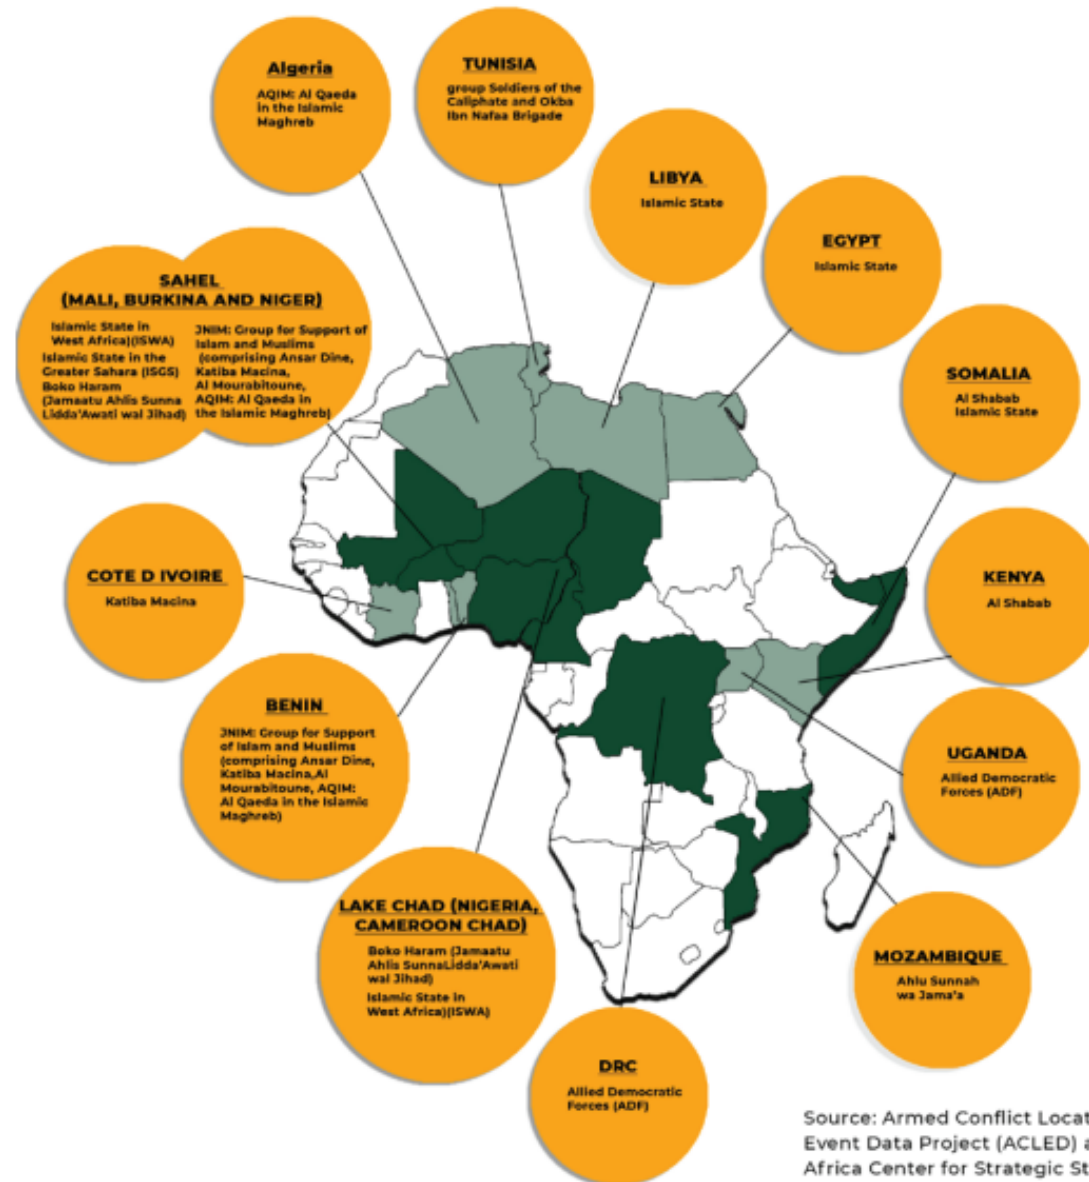 Algeria
AQIM: Al Qaeda
in the Islamic
Maghreb
TUNISIA
group Soldiers of the
Caliphate and Okba
Ibn Nafaa Brigade
LIBYA
Islamic State
EGYPT
Islamic State
SAHEL
(MALI, BURKINA AND NIGER)
Islamic State in
West Africa)(ISWA)
Islamic State in the
Greater Sahara (ISGS)
Boko Haram
(Jamaatu Ahlis Sunna
Lidda'Awati wal Jihad)
JNIM: Group for Support of
Islam and Muslims
(comprising Ansar Dine,
Katiba Macina,
Al Mourabitoune,
AQIM: Al Qaeda in
the Islamic Maghreb)
SOMALIA
Al Shabab
Islamic State
COTE D IVOIRE
Katiba Macina
KENYA
Al Shabab
BENIN
JNIM: Group for Support
of Islam and Muslims
(comprising Ansar Dine,
Katiba Macina,Al
Mourabitoune, AQIM:
Al Qaeda in the Islamic
Maghreb)
UGANDA
Allied Democratic
Forces (ADF)
LAKE CHAD (NIGERIA,
CAMEROON CHAD)
Boko Haram (Jamaatu
Ahlis SunnaLidda'Awati
wal Jihad)
Islamic State in
West Africa)(ISWA)
MOZAMBIQUE
Ahlu Sunnah
wa Jama'a
DRC
Allied Democratic
Forces (ADF)
Source: Armed Conflict Locat
Event Data Project (ACLED) a
Africa Center for Strategic St